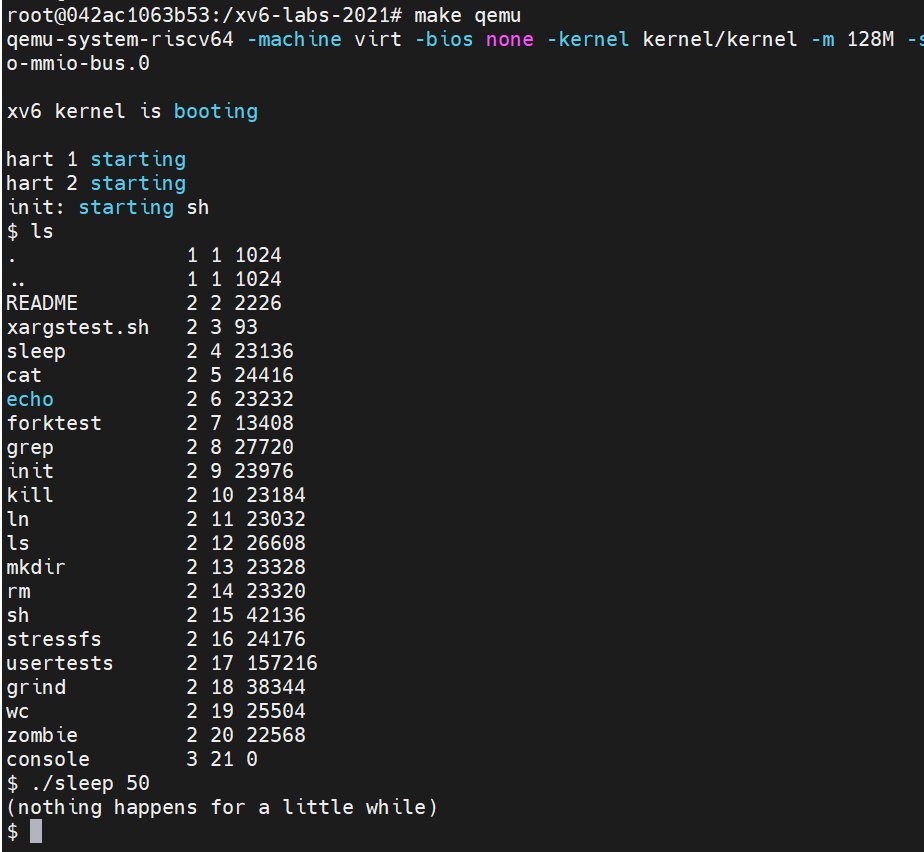 root@042ac1063b53:/xv6-labs-2021# make qemu
qemu-system-riscv64 -machine virt -bios none -kernel kernel/kernel -m 128M -s
o-mmio-bus.0
xv6 kernel is booting
hart 1 starting
hart 2 starting
init: starting sh
$ ls
.              1 1 1024
..             1 1 1024
README         2 2 2226
xargstest.sh   2 3 93
sleep          2 4 23136
cat            2 5 24416
echo           2 6 23232
forktest       2 7 13408
grep           2 8 27720
init           2 9 23976
kill           2 10 23184
ln             2 11 23032
ls             2 12 26608
mkdir          2 13 23328
rm             2 14 23320
sh             2 15 42136
stressfs       2 16 24176
usertests      2 17 157216
grind          2 18 38344
wc             2 19 25504
zombie         2 20 22568
console        3 21 0
$ ./sleep 50
(nothing happens for a little while)
$